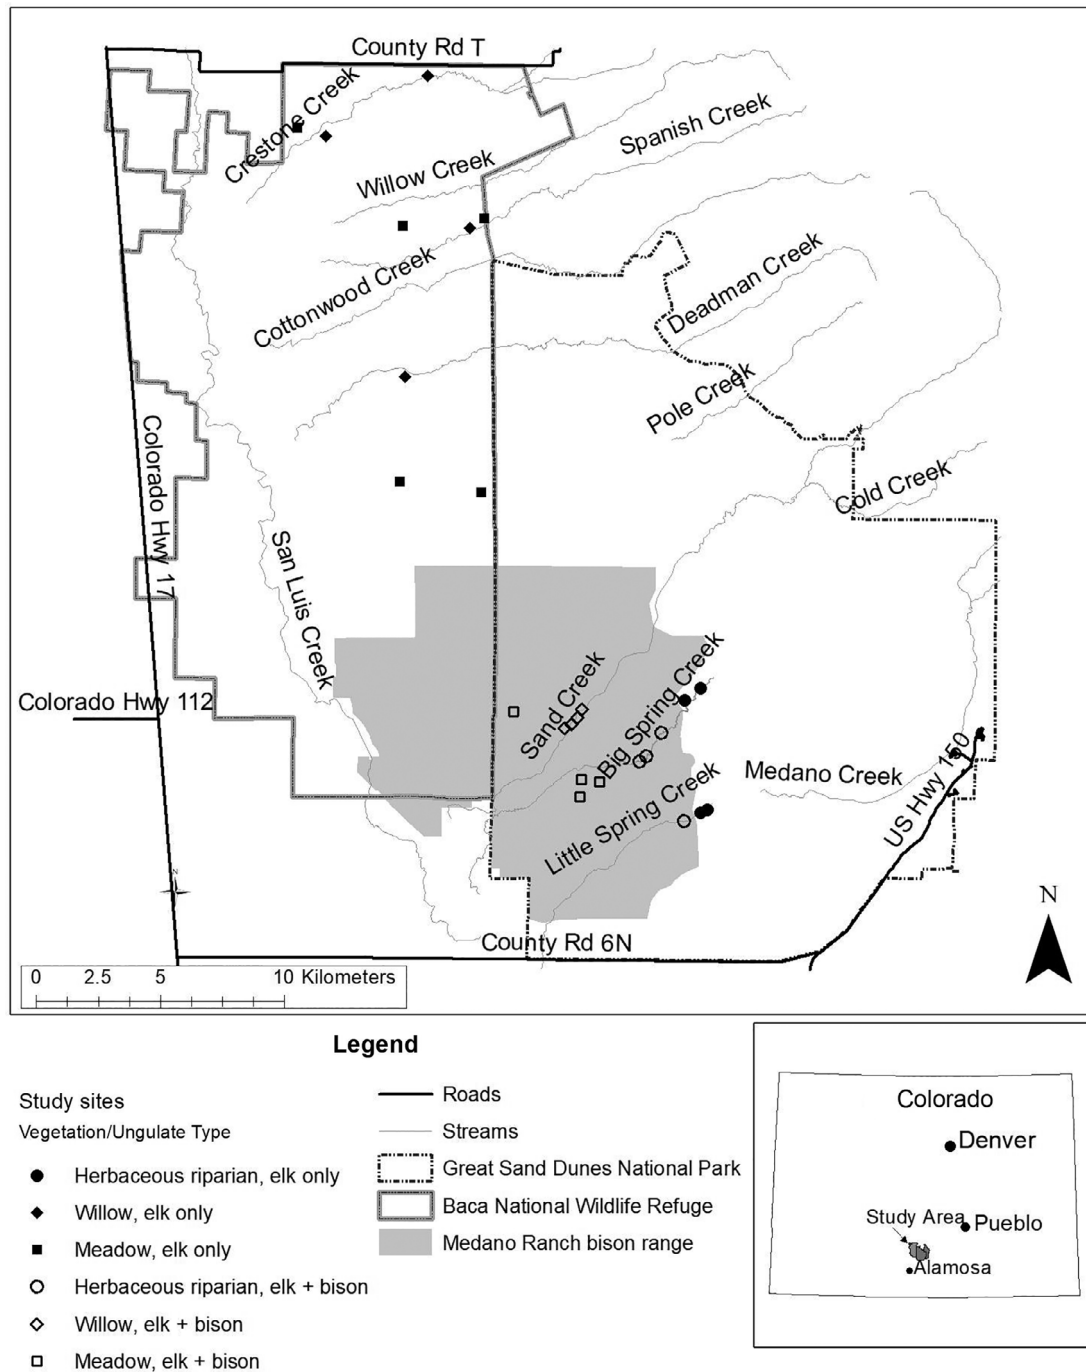 County Rd T
Crestone Creek
Spanish Creek
Willow Creek
Cottonwood Creek
Deadman Creek
Pole Creek
Colorado Hwy 17
Cold Creek
San Luis Creek
Sand Creek
Big Spring Creek
Colorado Hwy 112
Medano Creek
US Hwy 150
Little Spring Creek
N
County Rd 6N
N
0 2.5 5 10 Kilometers
Legend
Study sites
Vegetation/Ungulate Type
Herbaceous riparian, elk only
Willow, elk only
Meadow, elk only
Herbaceous riparian, elk + bison
Willow, elk + bison
Meadow, elk + bison
Roads
Streams
Great Sand Dunes National Park
Baca National Wildlife Refuge
Medano Ranch bison range
Colorado
Denver
Study Area
Pueblo
Alamosa